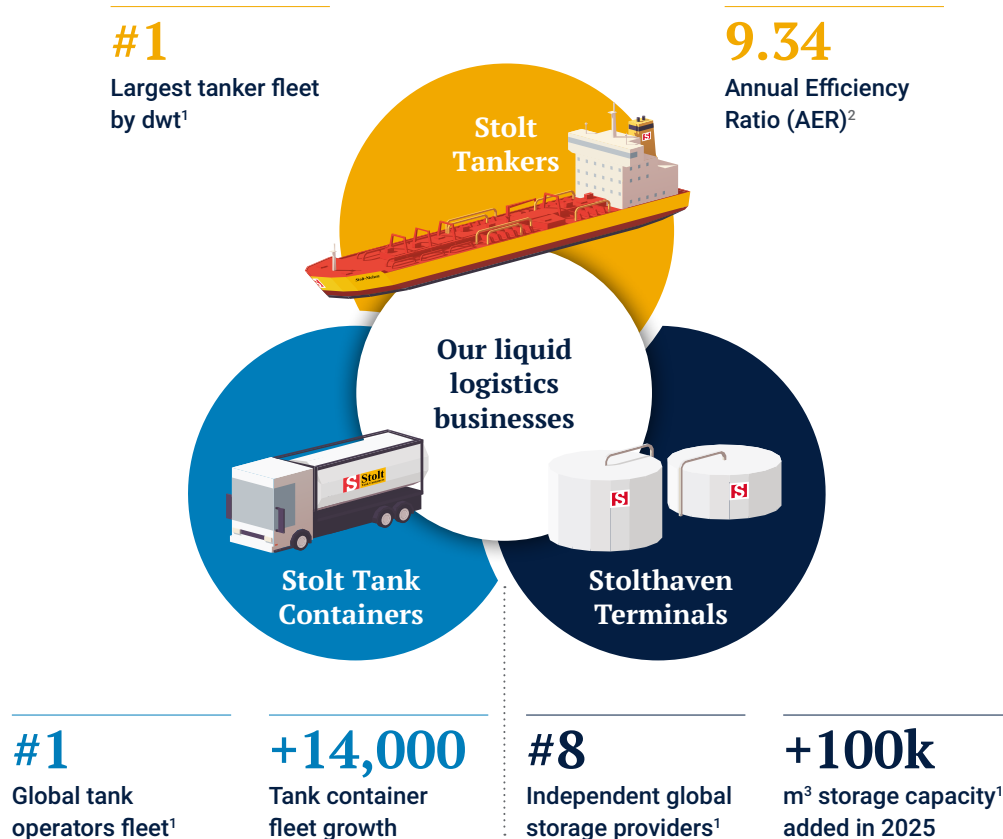 #1
Largest tanker fleet
by dwt¹
9.34
Annual Efficiency
Ratio (AER)²
Stolt
Tankers
Our liquid
logistics
businesses
Stolt
Stolt Tank
Containers
Stolthaven
Terminals
#1
Global tank
operators fleet¹
+14,000
Tank container
fleet growth
#8
Independent global
storage providers¹
+100k
m³ storage capacity¹
added in 2025